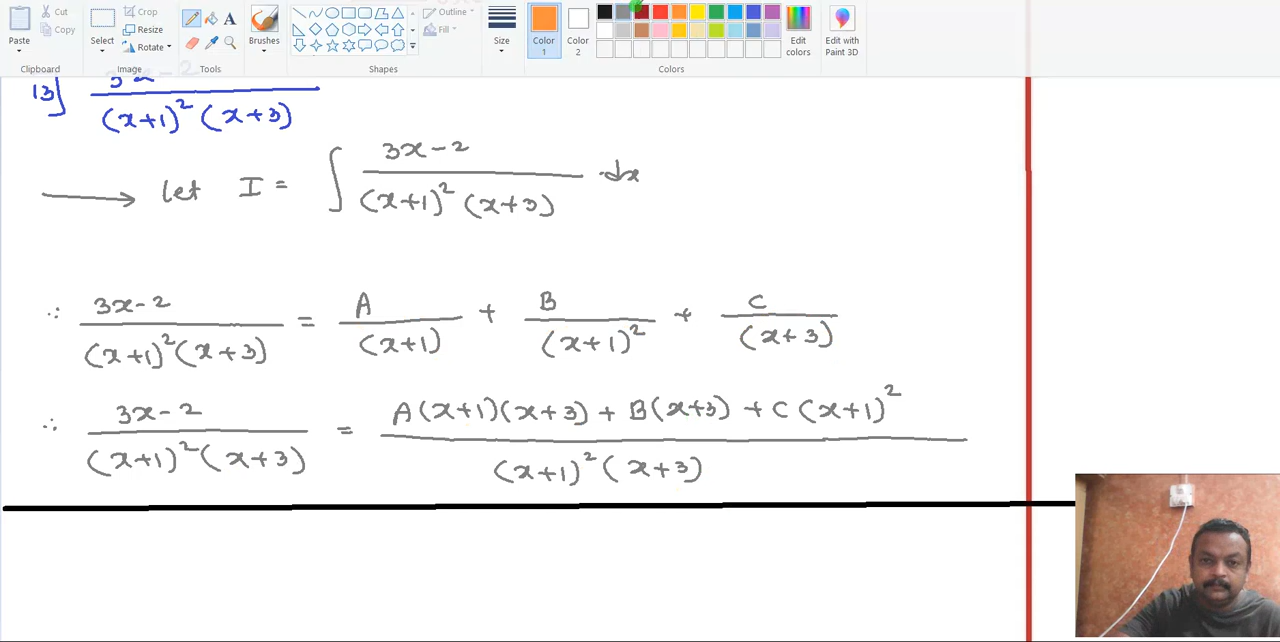 Paste Cut Copy Clipboard
Select Crop Resize Rotate Image
Tools
Brushes
Outline Fill Shapes
Size
Color 1 Color 2 Colors
Edit colors
Edit with Paint 3D
13] (x+1)² (x+3)
⟶ let I = ∫ 3x-2 / (x+1)² (x+3) dx
∴ 3x-2 / (x+1)²(x+3) = A / (x+1) + B / (x+1)² + C / (x+3)
∴ 3x-2 / (x+1)²(x+3) = A(x+1)(x+3) + B(x+3) + C(x+1)² / (x+1)²(x+3)